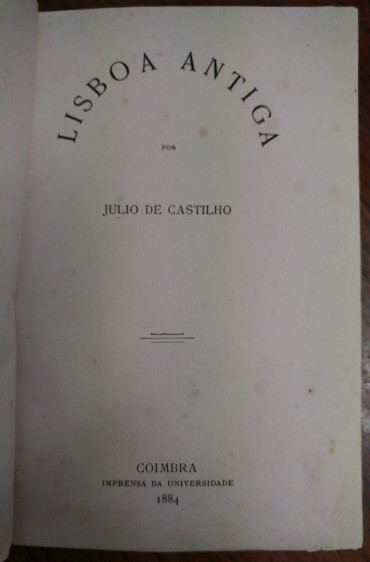 LISBOA ANTIGA
POR
JULIO DE CASTILHO
COIMBRA
IMPRENSA DA UNIVERSIDADE
1884